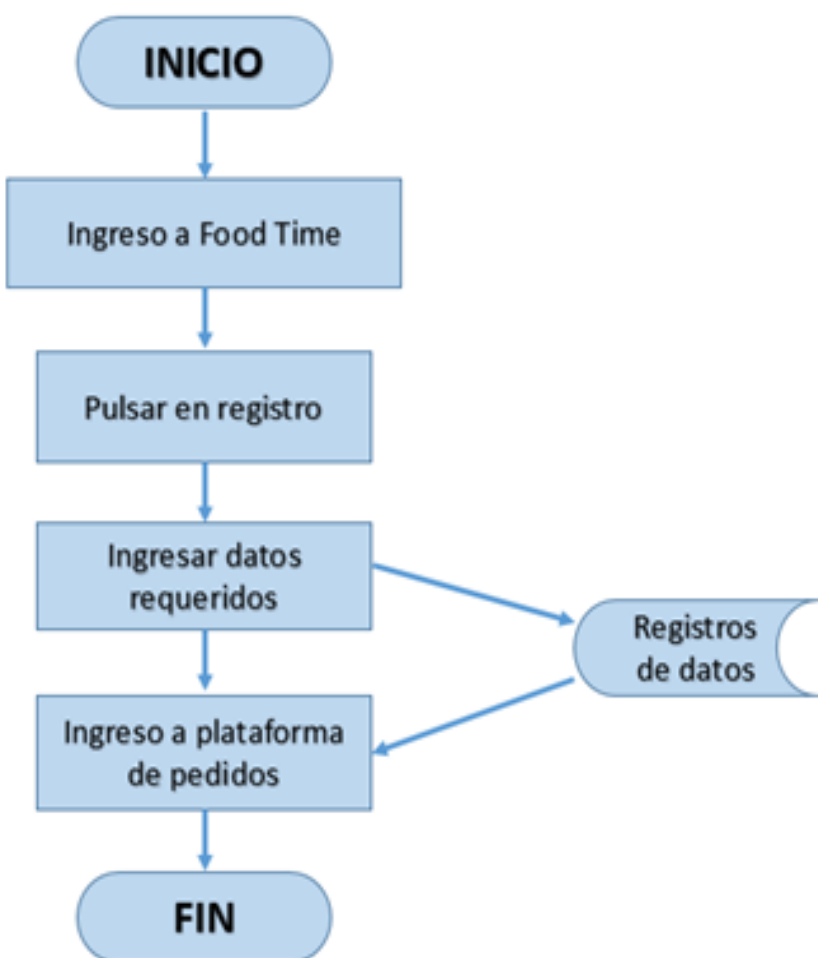 INICIO
Ingreso a Food Time
Pulsar en registro
Ingresar datos
requeridos
Registros
de datos
Ingreso a plataforma
de pedidos
FIN